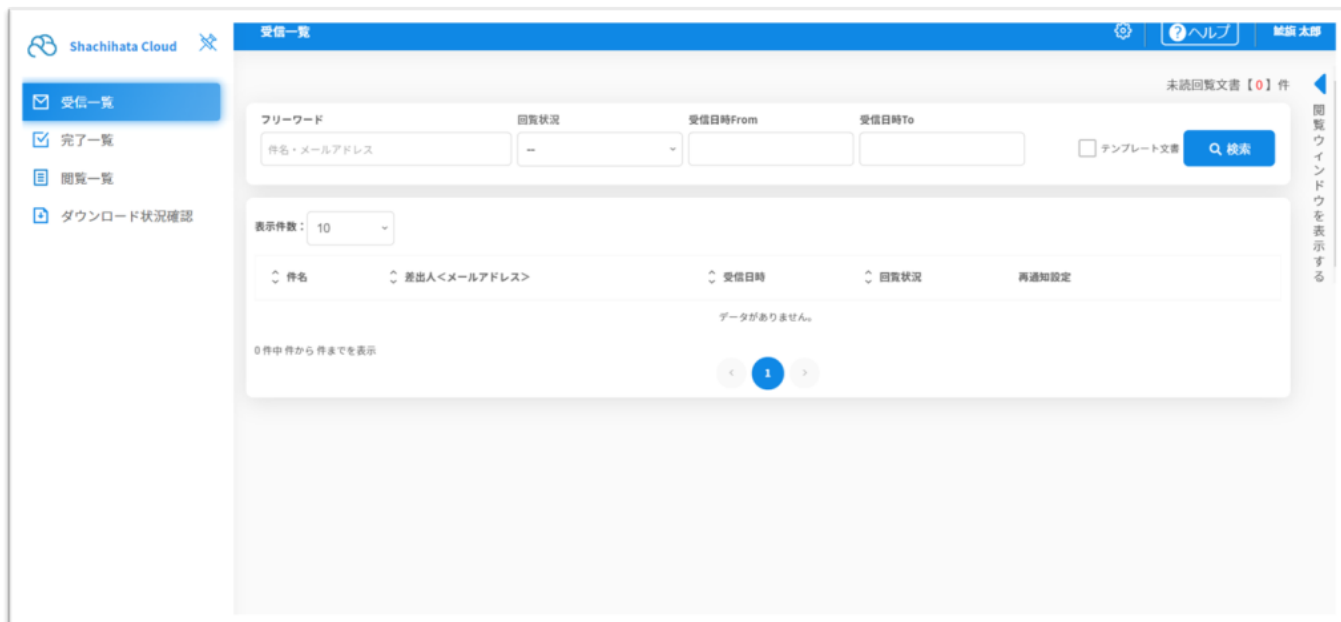 Shachihata Cloud
受信一覧
完了一覧
閲覧一覧
ダウンロード状況確認
受信一覧
?ヘルプ
太郎
未読回覧文書【0】件
フリーワード
回覧状況
受信日時From
受信日時To
件名・メールアドレス
--
テンプレート文書
検索
表示件数：
10
件名
差出人<メールアドレス>
受信日時
回覧状況
再通知設定
データがありません。
0 件中 件から 件までを表示
<
1
>
閲覧ウィンドウを表示する